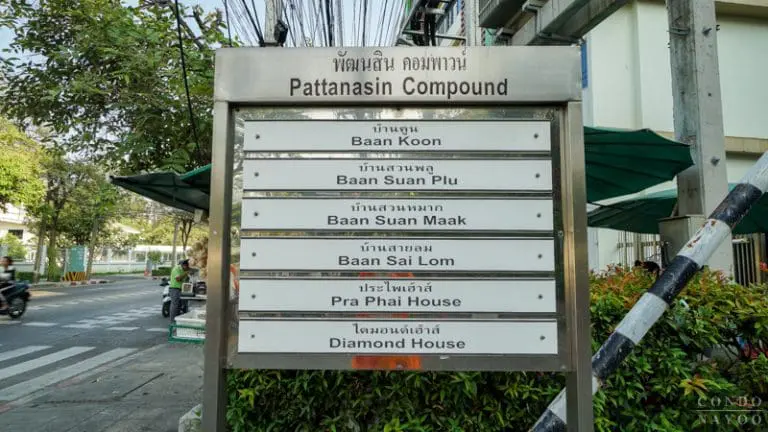 พัฒนสิน คอมพาวน์
Pattanasin Compound
บ้านคูน
Baan Koon
บ้านสวนพลู
Baan Suan Plu
บ้านสวนหมาก
Baan Suan Maak
บ้านสายลม
Baan Sai Lom
ประไพเฮ้าส์
Pra Phai House
ไดมอนด์เฮ้าส์
Diamond House
CONDO
NAYOO